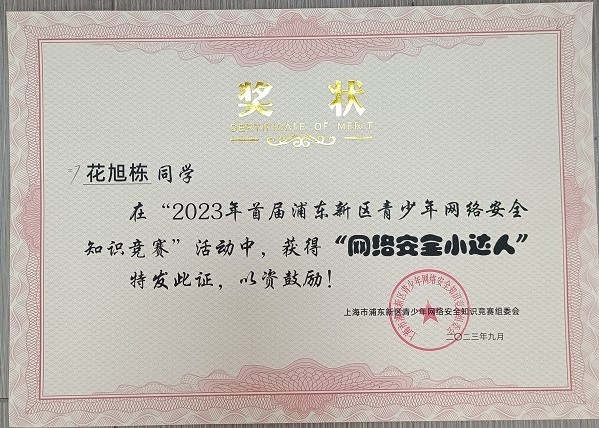 奖 状
CERTIFICATE OF MERIT
花旭栋 同学
在“2023年首届浦东新区青少年网络安全
知识竞赛”活动中，获得“网络安全小达人”
特发此证，以资鼓励！
上海市浦东新区青少年网络安全知识竞赛组委会
二〇二三年九月